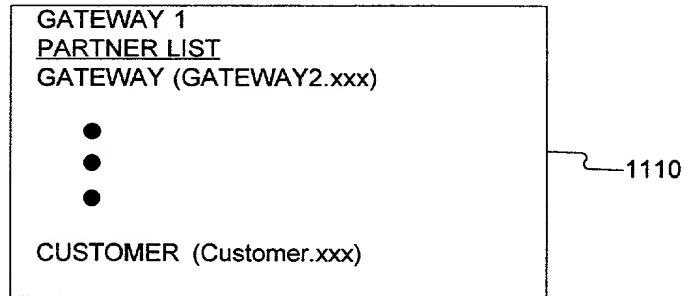 GATEWAY 1
PARTNER LIST
GATEWAY (GATEWAY2.xxx)
1110
CUSTOMER (Customer.xxx)